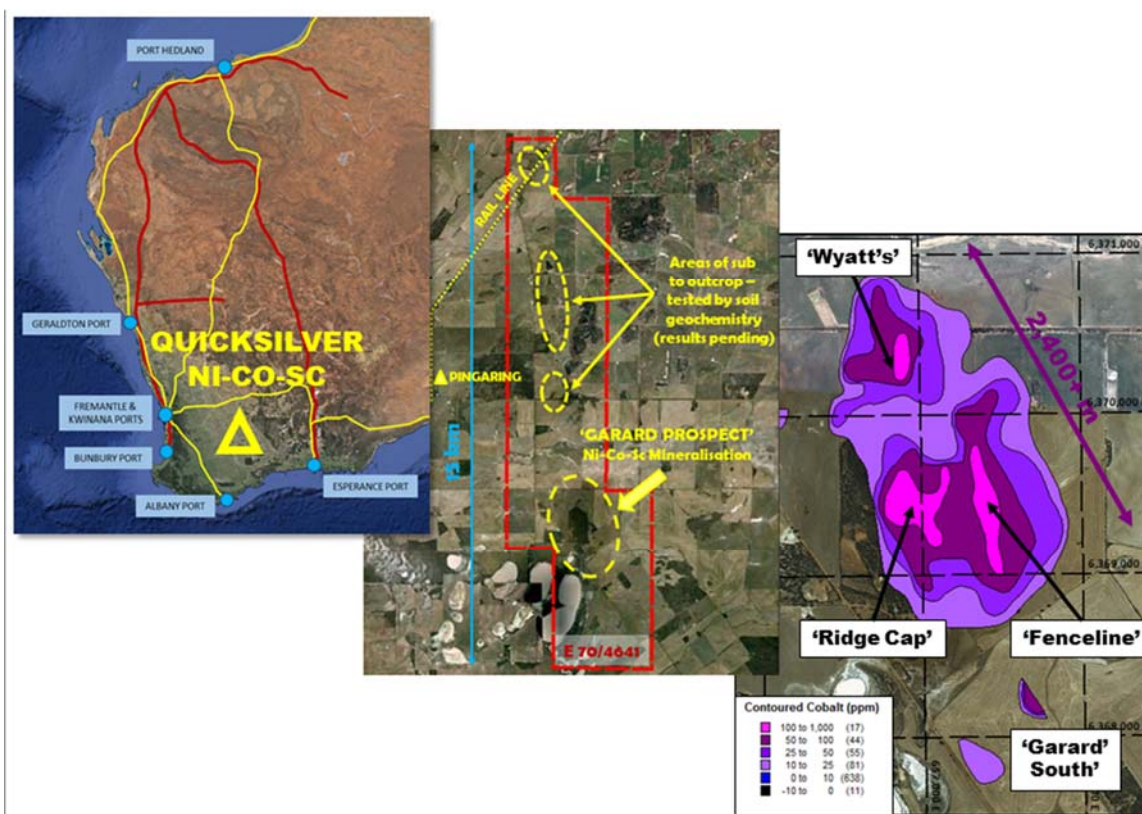 PORT HEDLAND
GERALDTON PORT
QUICKSILVER
NI-CO-SC
FREMANTLE &
KWINANA PORTS
BUNBURY PORT
ALBANY PORT
ESPERANCE PORT
RAIL LINE
15 km
PINGARING
Areas of sub
to outcrop –
tested by soil
geochemistry
(results pending)
'GARARD PROSPECT'
Ni-Co-Sc Mineralisation
E 70/4641
'Wyatt's'
6,371,000
2,400+ m
6,370,000
6,369,000
'Ridge Cap'
'Fenceline'
6,368,000
'Garard'
South'
Contoured Cobalt (ppm)
100 to 1,000 (17)
50 to 100 (44)
25 to 50 (55)
10 to 25 (81)
0 to 10 (638)
-10 to 0 (11)